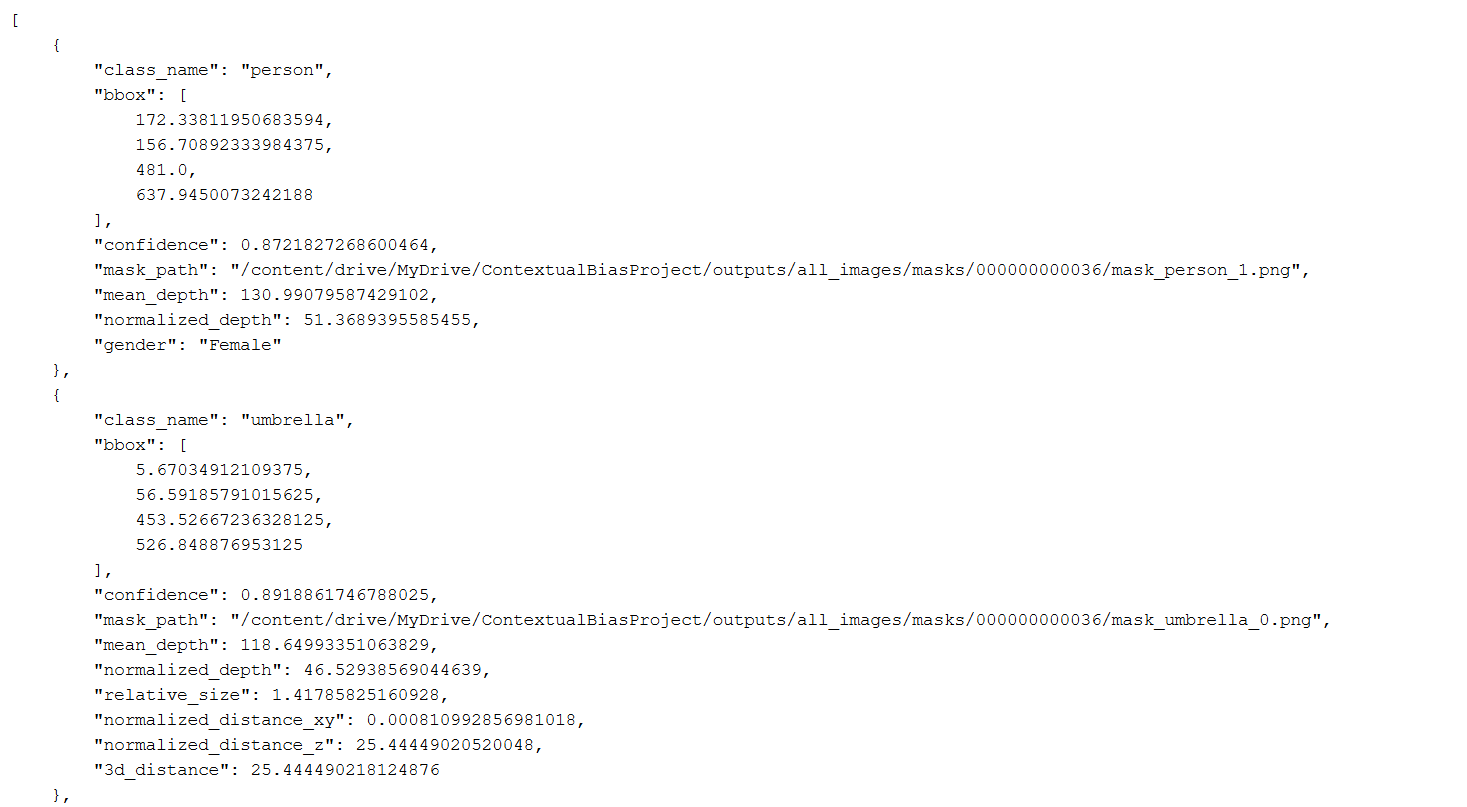 [
    {
        "class_name": "person",
        "bbox": [
            172.33811950683594,
            156.70892333984375,
            481.0,
            637.9450073242188
        ],
        "confidence": 0.8721827268600464,
        "mask_path": "/content/drive/MyDrive/ContextualBiasProject/outputs/all_images/masks/000000000036/mask_person_1.png",
        "mean_depth": 130.99079587429102,
        "normalized_depth": 51.3689395585455,
        "gender": "Female"
    },
    {
        "class_name": "umbrella",
        "bbox": [
            5.67034912109375,
            56.59185791015625,
            453.52667236328125,
            526.848876953125
        ],
        "confidence": 0.8918861746788025,
        "mask_path": "/content/drive/MyDrive/ContextualBiasProject/outputs/all_images/masks/000000000036/mask_umbrella_0.png",
        "mean_depth": 118.64993351063829,
        "normalized_depth": 46.52938569044639,
        "relative_size": 1.41785825160928,
        "normalized_distance_xy": 0.000810992856981018,
        "normalized_distance_z": 25.44449020520048,
        "3d_distance": 25.444490218124876
    },